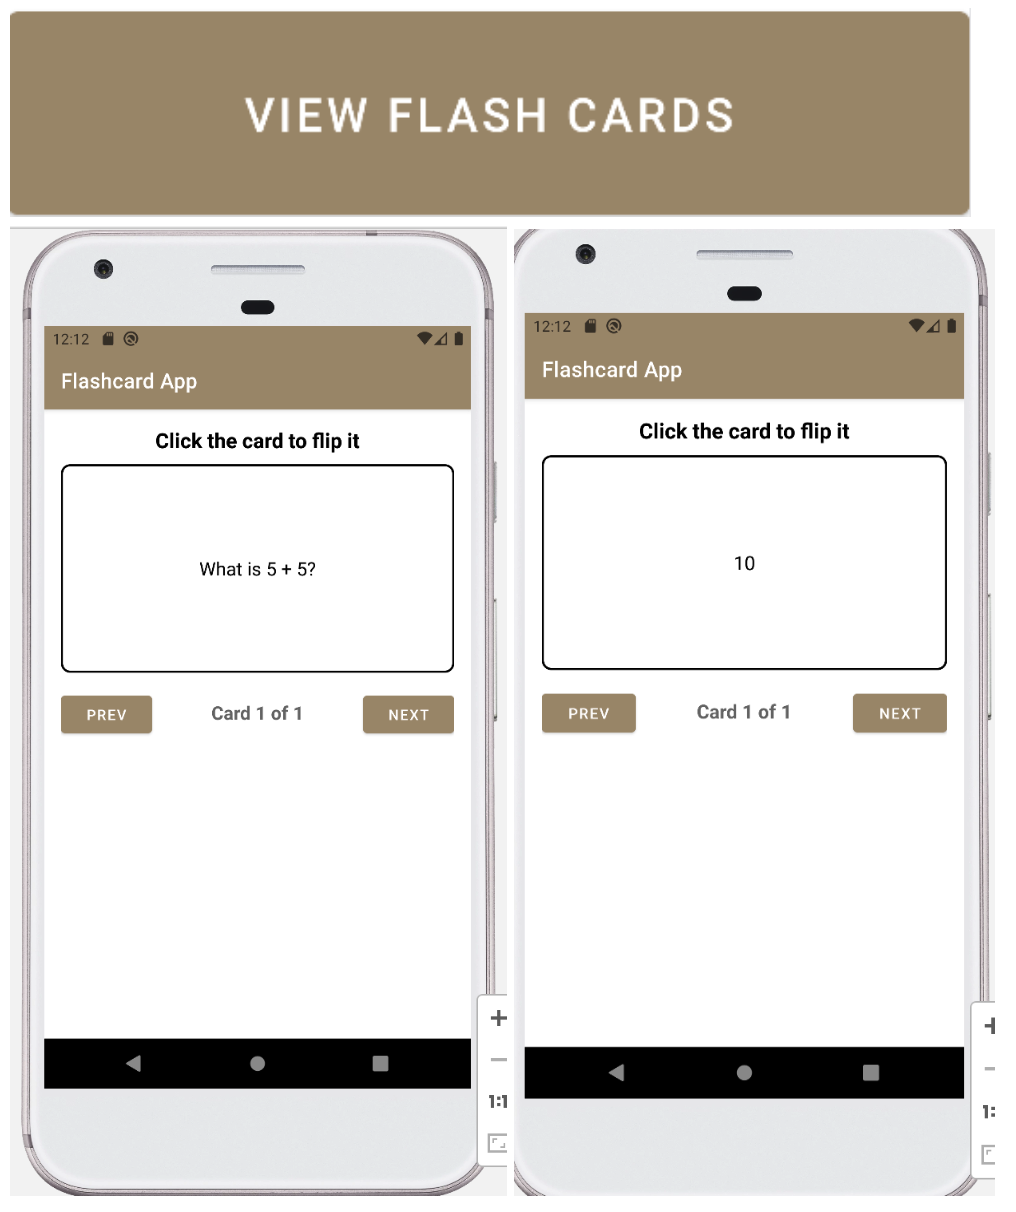 VIEW FLASH CARDS
12:12
Flashcard App
Click the card to flip it
What is 5 + 5?
PREV Card 1 of 1 NEXT
1:1
12:12
Flashcard App
Click the card to flip it
10
PREV Card 1 of 1 NEXT
1: